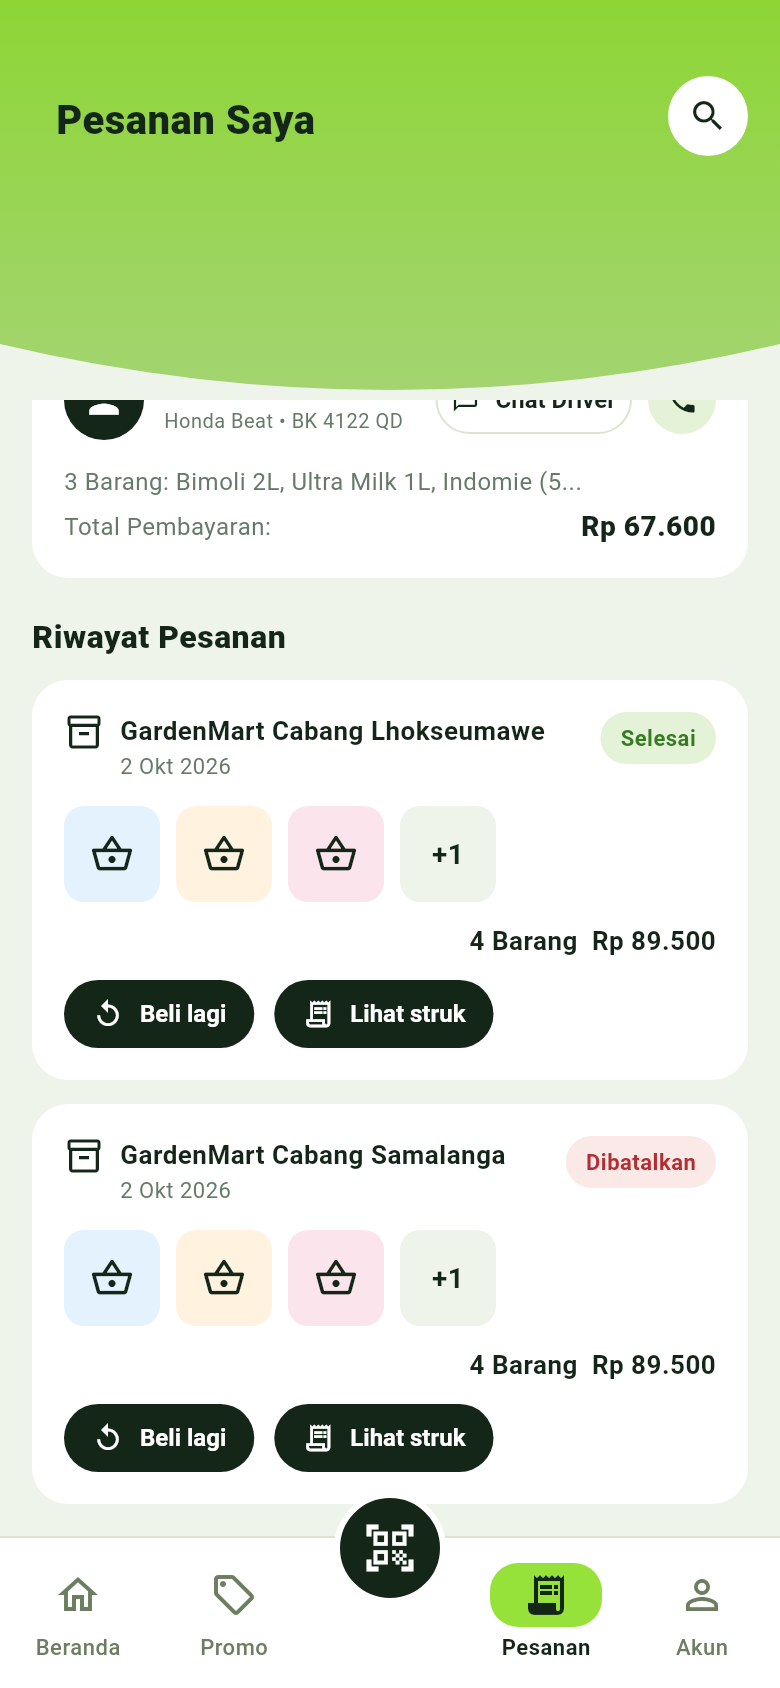 Pesanan Saya
Chat Driver
Honda Beat • BK 4122 QD
3 Barang: Bimoli 2L, Ultra Milk 1L, Indomie (5...
Total Pembayaran: Rp 67.600
Riwayat Pesanan
GardenMart Cabang Lhokseumawe
Selesai
2 Okt 2026
+1
4 Barang Rp 89.500
Beli lagi Lihat struk
GardenMart Cabang Samalanga
Dibatalkan
2 Okt 2026
+1
4 Barang Rp 89.500
Beli lagi Lihat struk
Beranda Promo Pesanan Akun